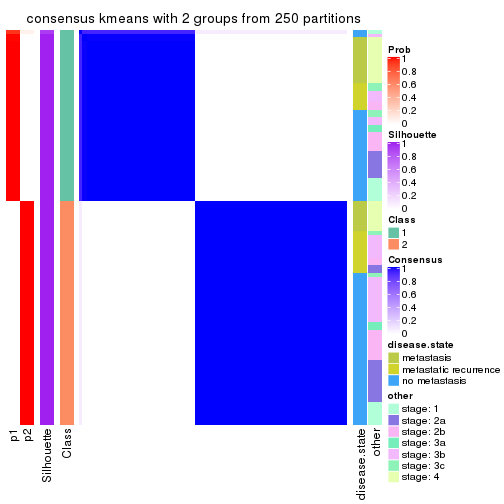 consensus kmeans with 2 groups from 250 partitions
Prob
1
0.8
0.6
0.4
0.2
0
Silhouette
1
0.8
0.6
0.4
0.2
0
Class
1
2
Consensus
1
0.8
0.6
0.4
0.2
0
disease.state
metastasis
metastatic recurrence
no metastasis
other
stage: 1
stage: 2a
stage: 2b
stage: 3a
stage: 3b
stage: 3c
stage: 4
p1
p2
Silhouette
Class
disease.state
other